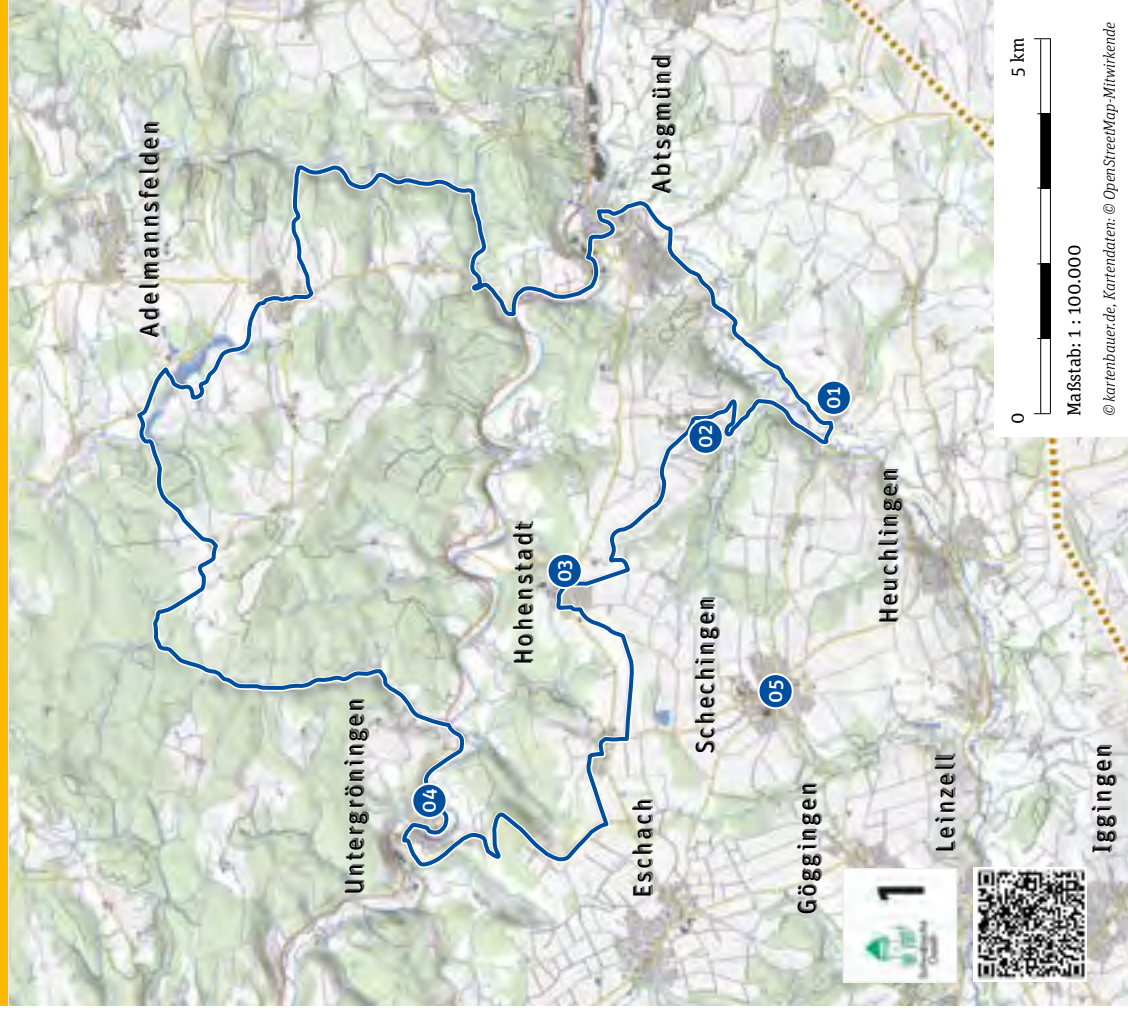 Adelmannsfelden
Abtsgmünd
Untergröningen
04
Hohenstadt
03
02
01
Eschach
Schechingen
05
Heuchlingen
Göggingen
Leinzell
Iggingen
1
0
5 km
Maßstab: 1 : 100.000
© kartenbauer.de, Kartendaten: © OpenStreetMap-Mitwirkende